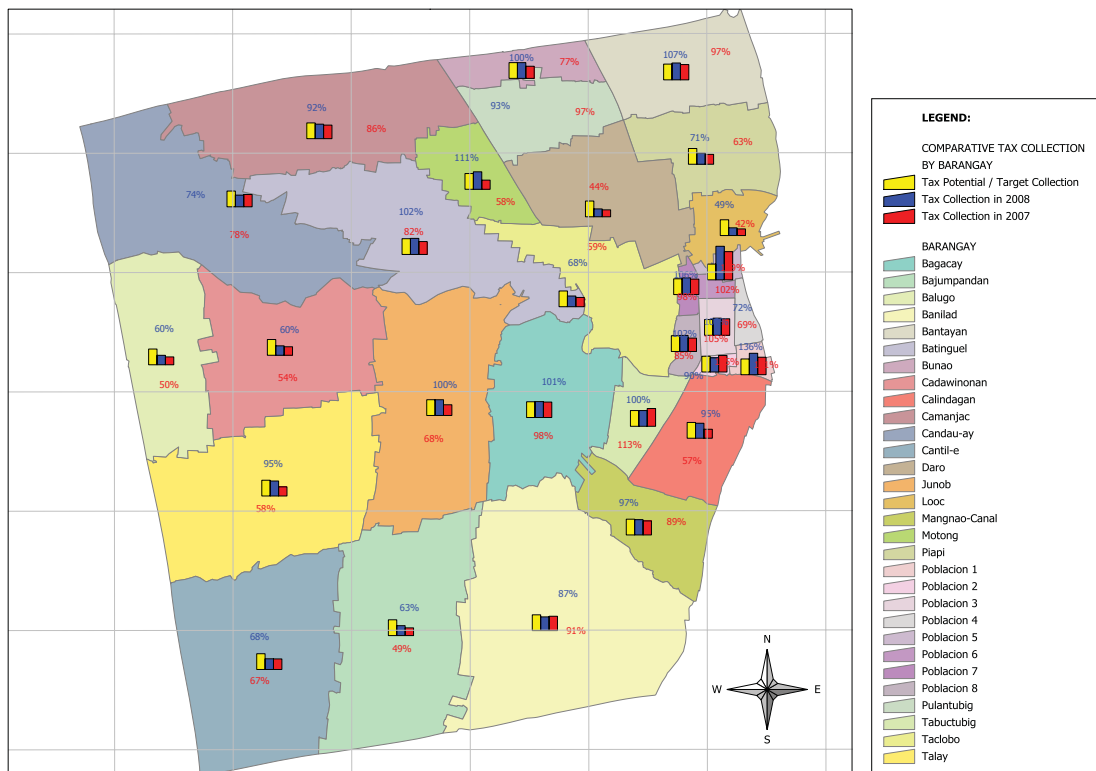 107%
97%
100%
77%
92%
93%
97%
86%
71%
63%
111%
44%
74%
58%
49%
102%
42%
78%
82%
59%
68%
102%
98%
72%
69%
60%
60%
105%
102%
85%
136%
50%
54%
90%
100%
101%
100%
95%
68%
98%
113%
57%
95%
58%
97%
89%
87%
63%
91%
68%
49%
67%
N
W
E
S
LEGEND:
COMPARATIVE TAX COLLECTION
BY BARANGAY
Tax Potential / Target Collection
Tax Collection in 2008
Tax Collection in 2007
BARANGAY
Bagacay
Bajumpandan
Balugo
Banilad
Bantayan
Batinguel
Bunao
Cadawinonan
Calindagan
Camanjac
Candau-ay
Cantil-e
Daro
Junob
Looc
Mangnao-Canal
Motong
Piapi
Poblacion 1
Poblacion 2
Poblacion 3
Poblacion 4
Poblacion 5
Poblacion 6
Poblacion 7
Poblacion 8
Pulantubig
Tabuctubig
Taclobo
Talay